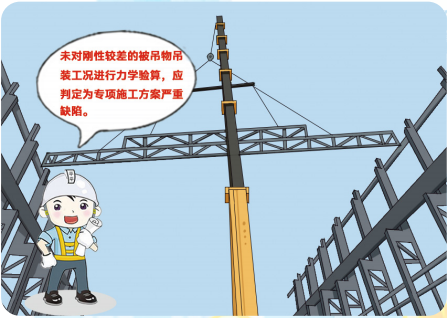 未对刚性较差的被吊物吊
装工况进行力学验算，应
判定为专项施工方案严重
缺陷。